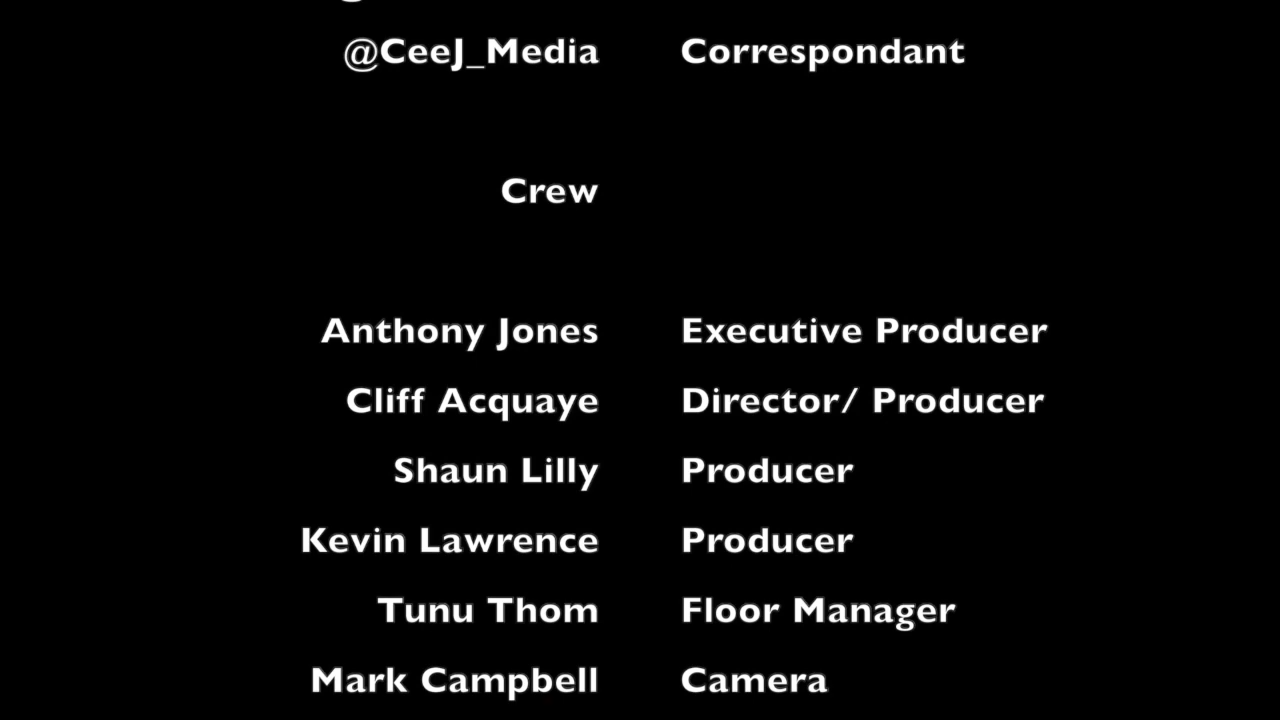 @CeeJ_Media Correspondant
Crew
Anthony Jones Executive Producer
Cliff Acquaye Director/ Producer
Shaun Lilly Producer
Kevin Lawrence Producer
Tunu Thom Floor Manager
Mark Campbell Camera